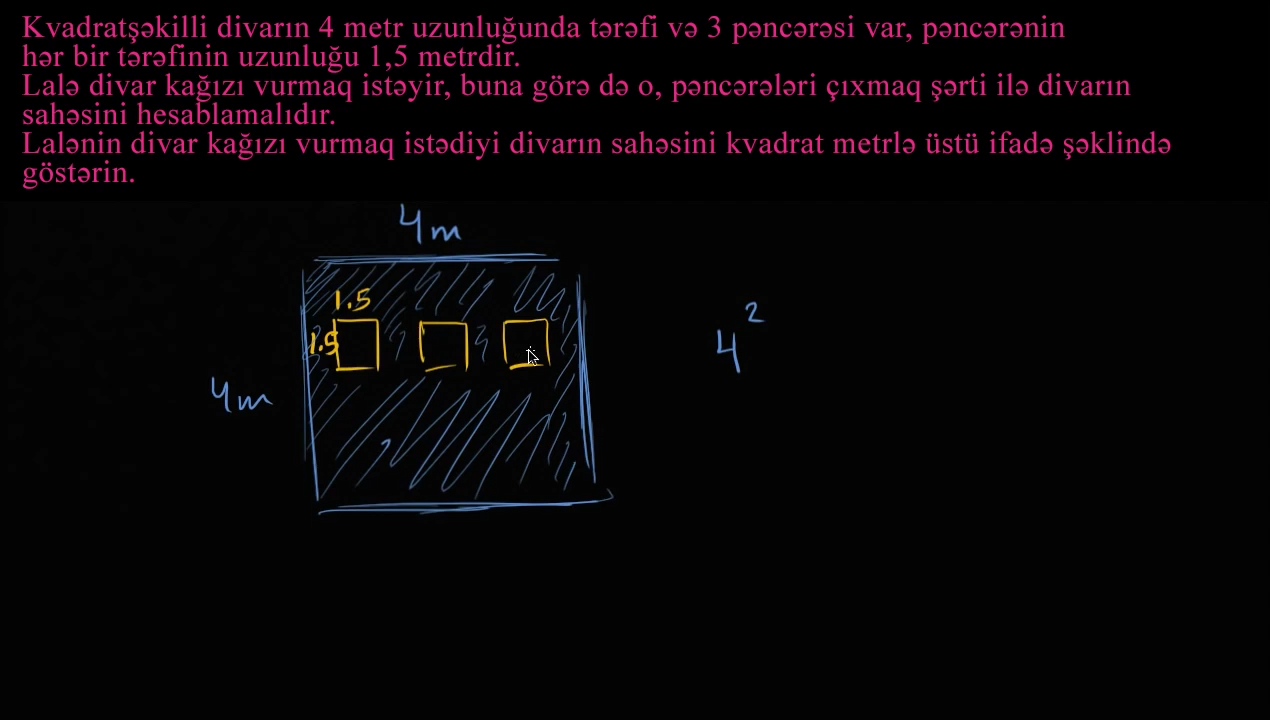 Kvadratşəkilli divarın 4 metr uzunluğunda tərəfi və 3 pəncərəsi var, pəncərənin
hər bir tərəfinin uzunluğu 1,5 metrdir.
Lalə divar kağızı vurmaq istəyir, buna görə də o, pəncərələri çıxmaq şərti ilə divarın
sahəsini hesablamalıdır.
Lalənin divar kağızı vurmaq istədiyi divarın sahəsini kvadrat metrlə üstü ifadə şəklində
göstərin.
4m
1.5
1.5
4m
4²